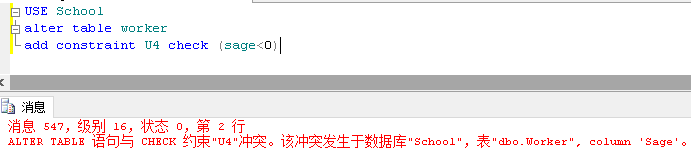 USE School
alter table worker
add constraint U4 check (sage<0)
消息
消息 547，级别 16，状态 0，第 2 行
ALTER TABLE 语句与 CHECK 约束"U4"冲突。该冲突发生于数据库"School"，表"dbo.Worker", column 'Sage'。